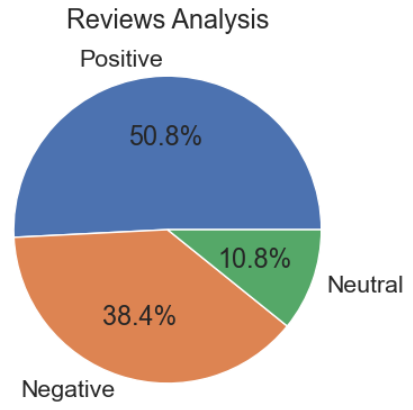 Reviews Analysis
Positive
50.8%
10.8%
Neutral
38.4%
Negative